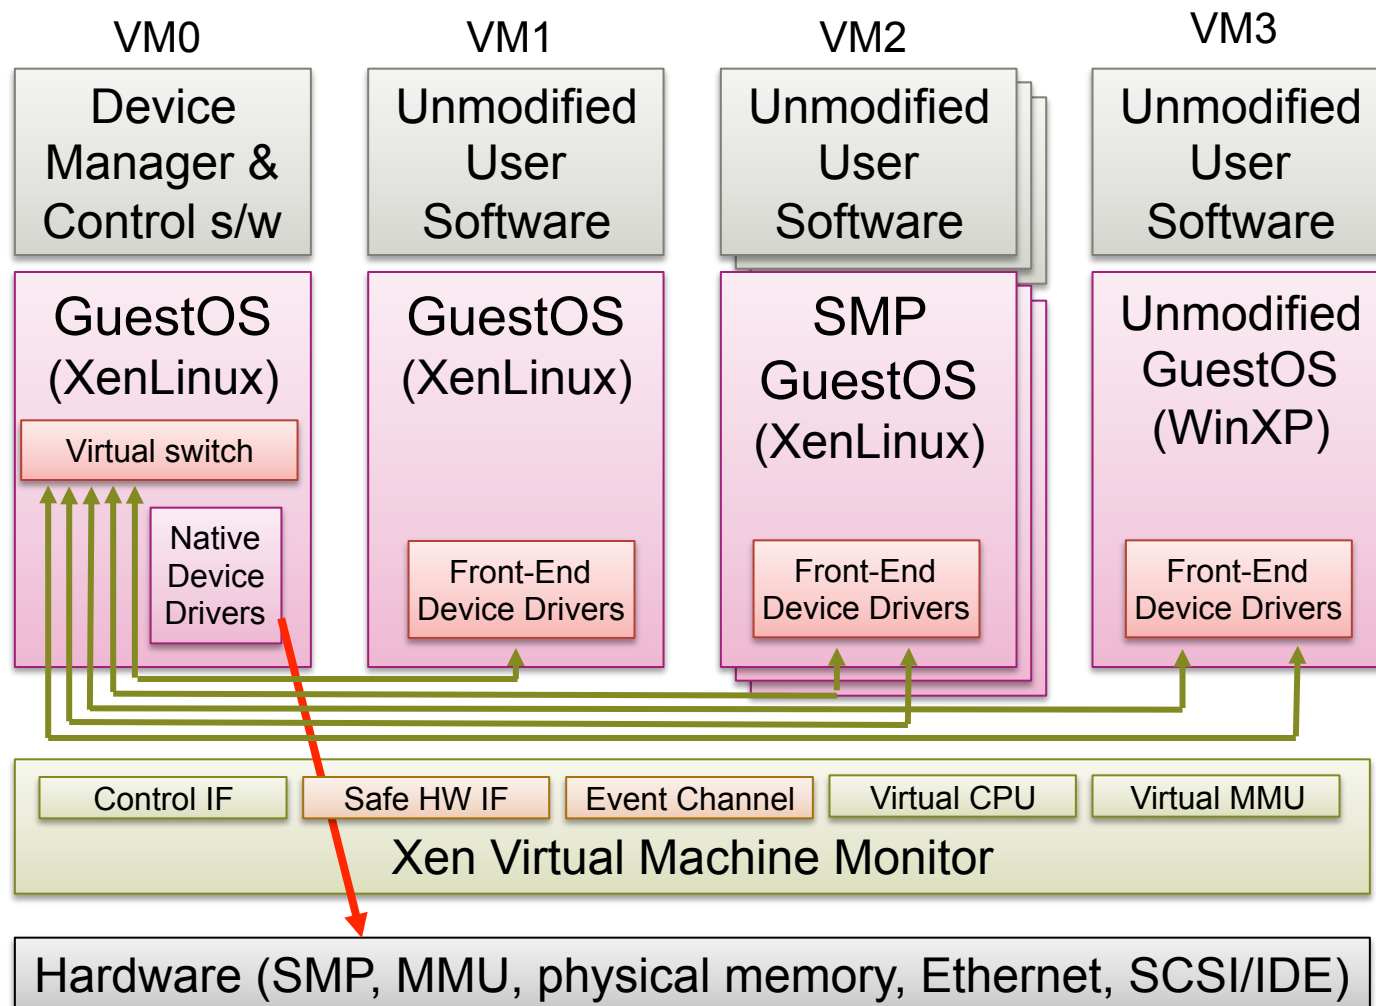 VM0
VM1
VM2
VM3
Device
Manager &
Control s/w
Unmodified
User
Software
Unmodified
User
Software
Unmodified
User
Software
GuestOS
(XenLinux)
Virtual switch
Native
Device
Drivers
GuestOS
(XenLinux)
Front-End
Device Drivers
SMP
GuestOS
(XenLinux)
Front-End
Device Drivers
Unmodified
GuestOS
(WinXP)
Front-End
Device Drivers
Control IF
Safe HW IF
Event Channel
Virtual CPU
Virtual MMU
Xen Virtual Machine Monitor
Hardware (SMP, MMU, physical memory, Ethernet, SCSI/IDE)